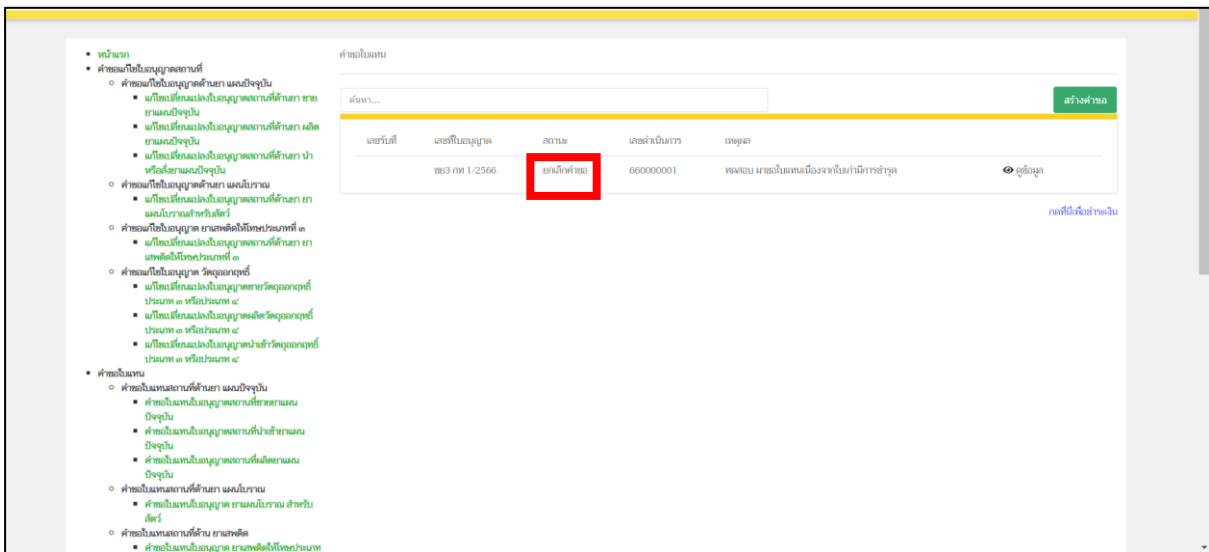 หน้าแรก
คำขอแก้ไขใบอนุญาตสถานที่
คำขอแก้ไขใบอนุญาตด้านยา แผนปัจจุบัน
แก้ไขเปลี่ยนแปลงใบอนุญาตสถานที่ด้านยา ขาย
ยาแผนปัจจุบัน
แก้ไขเปลี่ยนแปลงใบอนุญาตสถานที่ด้านยา ผลิต
ยาแผนปัจจุบัน
แก้ไขเปลี่ยนแปลงใบอนุญาตสถานที่ด้านยา นำ
หรือสั่งยาแผนปัจจุบัน
คำขอแก้ไขใบอนุญาตด้านยา แผนโบราณ
แก้ไขเปลี่ยนแปลงใบอนุญาตสถานที่ด้านยา ยา
แผนโบราณสำหรับสัตว์
คำขอแก้ไขใบอนุญาต ยาเสพติดให้โทษประเภทที่ ๓
แก้ไขเปลี่ยนแปลงใบอนุญาตสถานที่ด้านยา ยา
เสพติดให้โทษประเภทที่ ๓
คำขอแก้ไขใบอนุญาต วัตถุออกฤทธิ์
แก้ไขเปลี่ยนแปลงใบอนุญาตขายวัตถุออกฤทธิ์
ประเภท ๓ หรือประเภท ๔
แก้ไขเปลี่ยนแปลงใบอนุญาตผลิตวัตถุออกฤทธิ์
ประเภท ๓ หรือประเภท ๔
แก้ไขเปลี่ยนแปลงใบอนุญาตนำเข้าวัตถุออกฤทธิ์
ประเภท ๓ หรือประเภท ๔
คำขอใบแทน
คำขอใบแทนสถานที่ด้านยา แผนปัจจุบัน
คำขอใบแทนใบอนุญาตสถานที่ขายยาแผน
ปัจจุบัน
คำขอใบแทนใบอนุญาตสถานที่นำเข้ายาแผน
ปัจจุบัน
คำขอใบแทนใบอนุญาตสถานที่ผลิตยาแผน
ปัจจุบัน
คำขอใบแทนสถานที่ด้านยา แผนโบราณ
คำขอใบแทนใบอนุญาต ยาแผนโบราณ สำหรับ
สัตว์
คำขอใบแทนสถานที่ด้าน ยาเสพติด
คำขอใบแทนใบอนุญาต ยาเสพติดให้โทษประเภท
คำขอใบแทน
ค้นหา...
สร้างคำขอ
เลขรับที่ เลขที่ใบอนุญาต สถานะ เลขดำเนินการ เหตุผล
ขย3 กท 1/2566 ยกเลิกคำขอ 660000001 ทดสอบ มาขอใบแทนเนื่องจากใบเก่ามีการชำรุด ดูข้อมูล
กดที่นี่เพื่อชำระเงิน